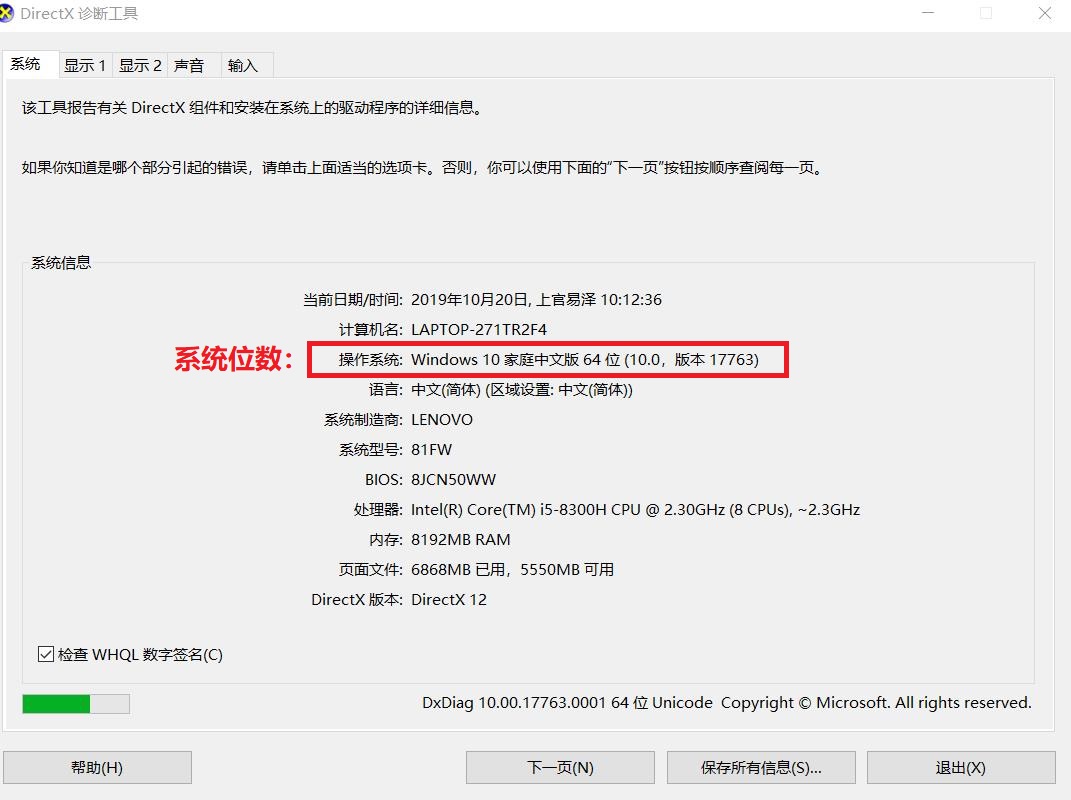 DirectX 诊断工具
系统 显示 1 显示 2 声音 输入
该工具报告有关 DirectX 组件和安装在系统上的驱动程序的详细信息。
如果你知道是哪个部分引起的错误，请单击上面适当的选项卡。否则，你可以使用下面的“下一页”按钮按顺序查阅每一页。
系统信息
当前日期/时间: 2019年10月20日, 上官易泽 10:12:36
计算机名: LAPTOP-271TR2F4
系统位数： 操作系统: Windows 10 家庭中文版 64 位 (10.0，版本 17763)
语言: 中文(简体) (区域设置: 中文(简体))
系统制造商: LENOVO
系统型号: 81FW
BIOS: 8JCN50WW
处理器: Intel(R) Core(TM) i5-8300H CPU @ 2.30GHz (8 CPUs), ~2.3GHz
内存: 8192MB RAM
页面文件: 6868MB 已用，5550MB 可用
DirectX 版本: DirectX 12
检查 WHQL 数字签名(C)
DxDiag 10.00.17763.0001 64 位 Unicode Copyright © Microsoft. All rights reserved.
帮助(H) 下一页(N) 保存所有信息(S)... 退出(X)